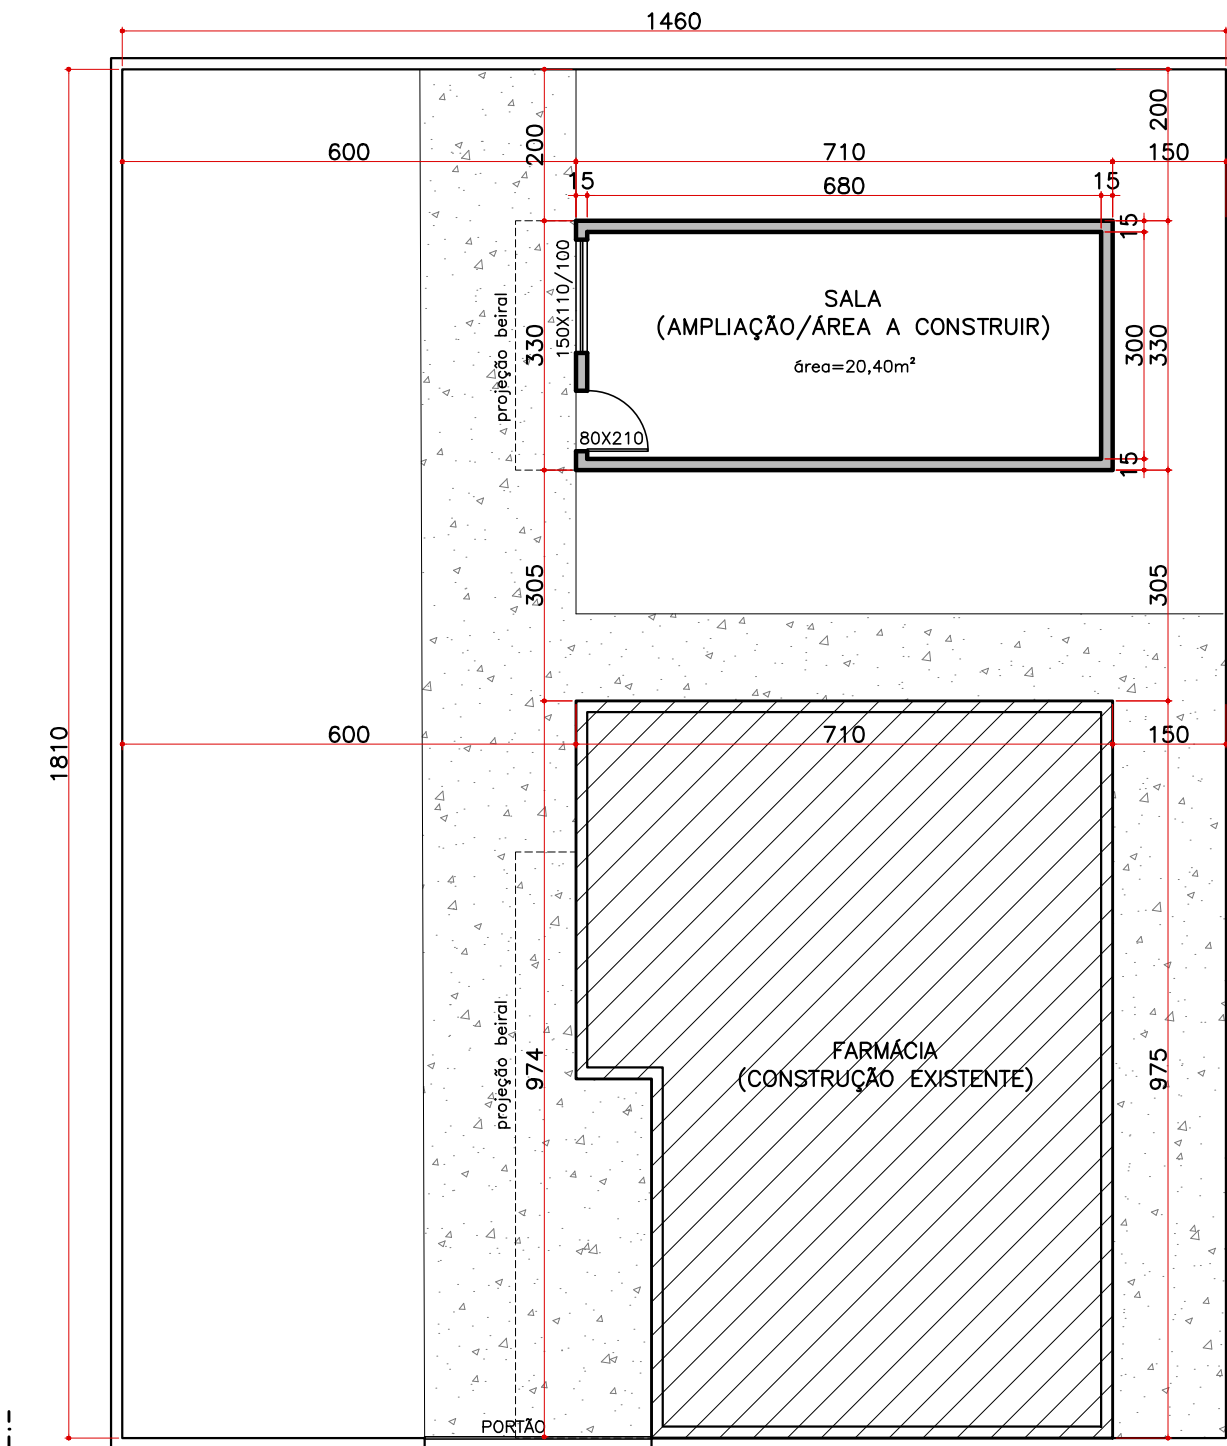 1460
200
200
600
710
150
15
680
15
15
150X110/100
projeção beiral
330
SALA
(AMPLIAÇÃO/ÁREA A CONSTRUIR)
área=20,40m²
300
330
80X210
15
305
305
1810
600
710
150
projeção beiral
974
FARMÁCIA
(CONSTRUÇÃO EXISTENTE)
975
PORTÃO